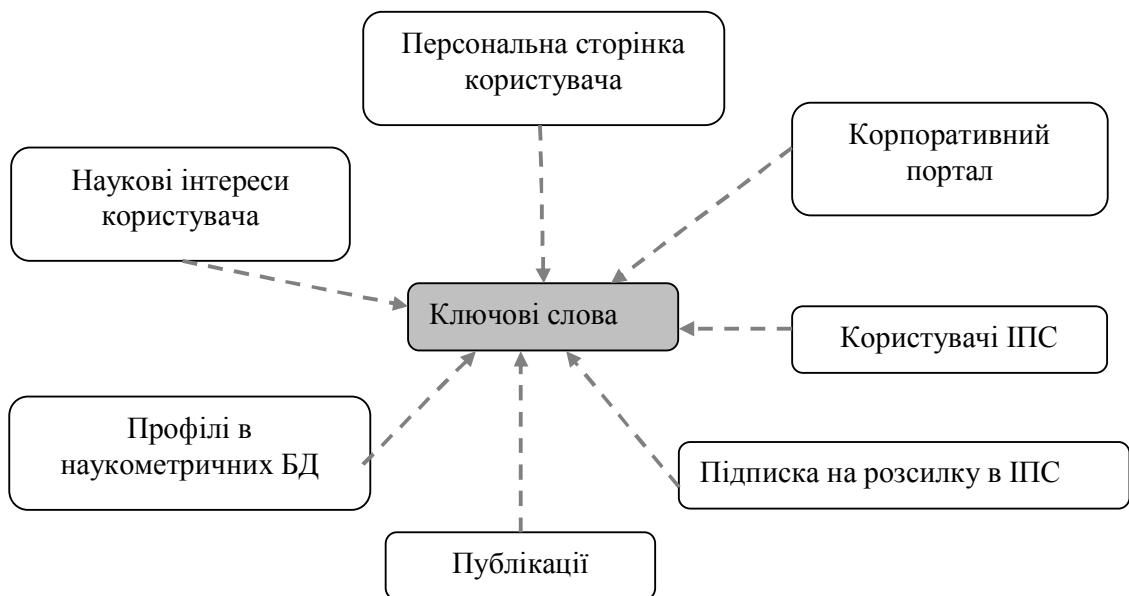 Персональна сторінка
користувача
Корпоративний
портал
Наукові інтереси
користувача
Ключові слова
Користувачі ІПС
Профілі в
наукометричних БД
Підписка на розсилку в ІПС
Публікації